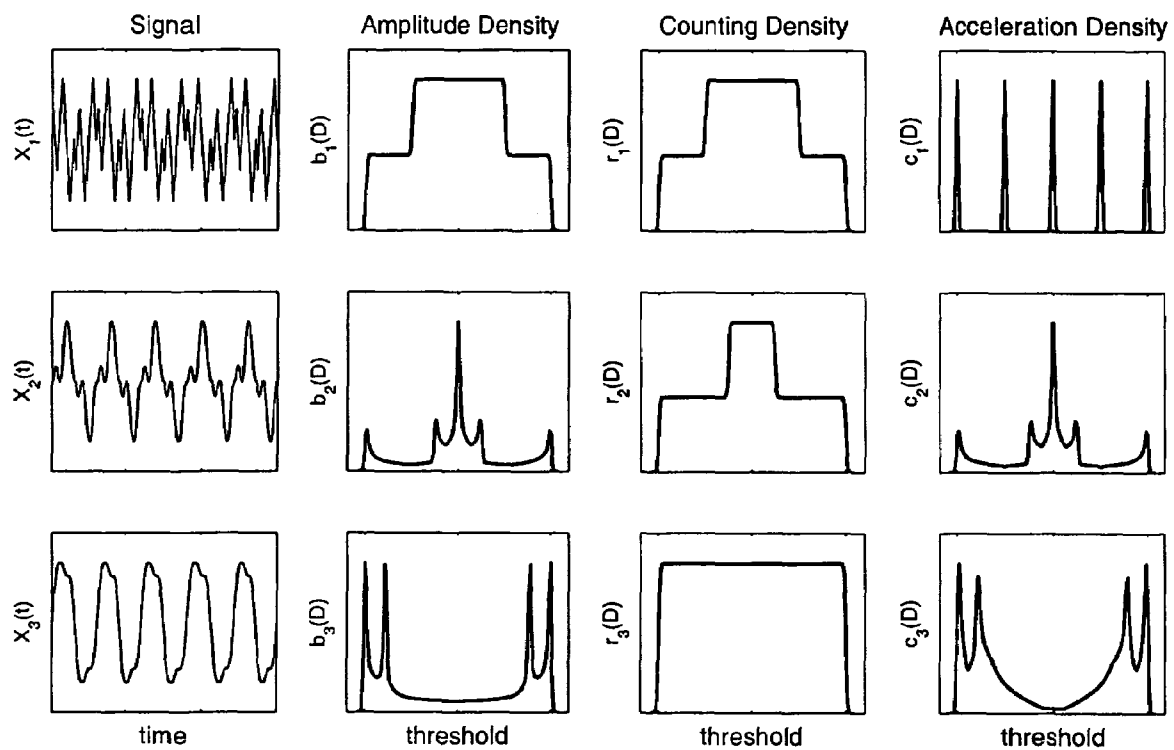 Signal Amplitude Density Counting Density Acceleration Density
X₁(t) b₁(D) r₁(D) c₁(D)
X₂(t) b₂(D) r₂(D) c₂(D)
X₃(t) b₃(D) r₃(D) c₃(D)
time threshold threshold threshold